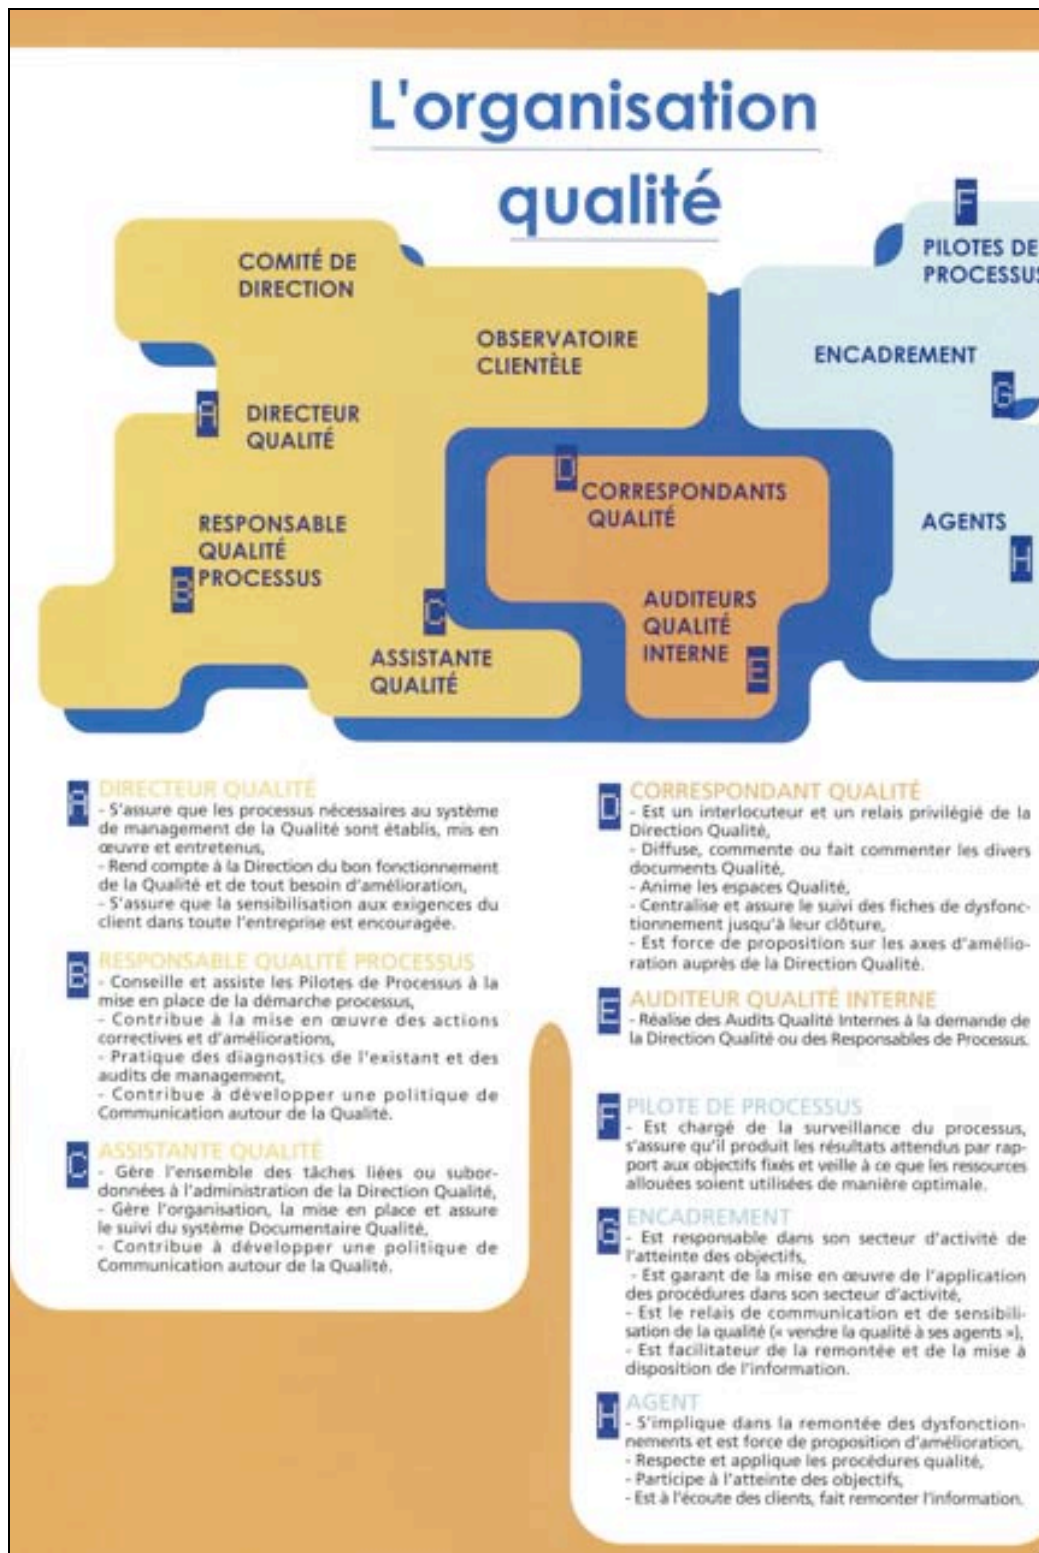 L'organisation
qualité
F
PILOTES DE
PROCESSUS
COMITÉ DE
DIRECTION
OBSERVATOIRE
CLIENTÈLE
ENCADREMENT
G
A
DIRECTEUR
QUALITÉ
D
CORRESPONDANTS
QUALITÉ
RESPONSABLE
QUALITÉ
PROCESSUS
B
AGENTS
H
C
AUDITEURS
QUALITÉ
INTERNE
E
ASSISTANTE
QUALITÉ
A DIRECTEUR QUALITÉ
- S'assure que les processus nécessaires au système
de management de la Qualité sont établis, mis en
œuvre et entretenus,
- Rend compte à la Direction du bon fonctionnement
de la Qualité et de tout besoin d'amélioration,
- S'assure que la sensibilisation aux exigences du
client dans toute l'entreprise est encouragée.
B RESPONSABLE QUALITÉ PROCESSUS
- Conseille et assiste les Pilotes de Processus à la
mise en place de la démarche processus,
- Contribue à la mise en œuvre des actions
correctives et d'améliorations,
- Pratique des diagnostics de l'existant et des
audits de management,
- Contribue à développer une politique de
Communication autour de la Qualité.
C ASSISTANTE QUALITÉ
- Gère l'ensemble des tâches liées ou subor-
données à l'administration de la Direction Qualité,
- Gère l'organisation, la mise en place et assure
le suivi du système Documentaire Qualité,
- Contribue à développer une politique de
Communication autour de la Qualité.
D CORRESPONDANT QUALITÉ
- Est un interlocuteur et un relais privilégié de la
Direction Qualité,
- Diffuse, commente ou fait commenter les divers
documents Qualité,
- Anime les espaces Qualité,
- Centralise et assure le suivi des fiches de dysfonc-
tionnement jusqu'à leur clôture,
- Est force de proposition sur les axes d'amélio-
ration auprès de la Direction Qualité.
E AUDITEUR QUALITÉ INTERNE
- Réalise des Audits Qualité Internes à la demande de
la Direction Qualité ou des Responsables de Processus.
F PILOTE DE PROCESSUS
- Est chargé de la surveillance du processus,
s'assure qu'il produit les résultats attendus par rap-
port aux objectifs fixés et veille à ce que les ressources
allouées soient utilisées de manière optimale.
G ENCADREMENT
- Est responsable dans son secteur d'activité de
l'atteinte des objectifs,
- Est garant de la mise en œuvre de l'application
des procédures dans son secteur d'activité,
- Est le relais de communication et de sensibili-
sation de la qualité (« vendre la qualité à ses agents »),
- Est facilitateur de la remontée et de la mise à
disposition de l'information.
H AGENT
- S'implique dans la remontée des dysfonction-
nements et est force de proposition d'amélioration,
- Respecte et applique les procédures qualité,
- Participe à l'atteinte des objectifs,
- Est à l'écoute des clients, fait remonter l'information.